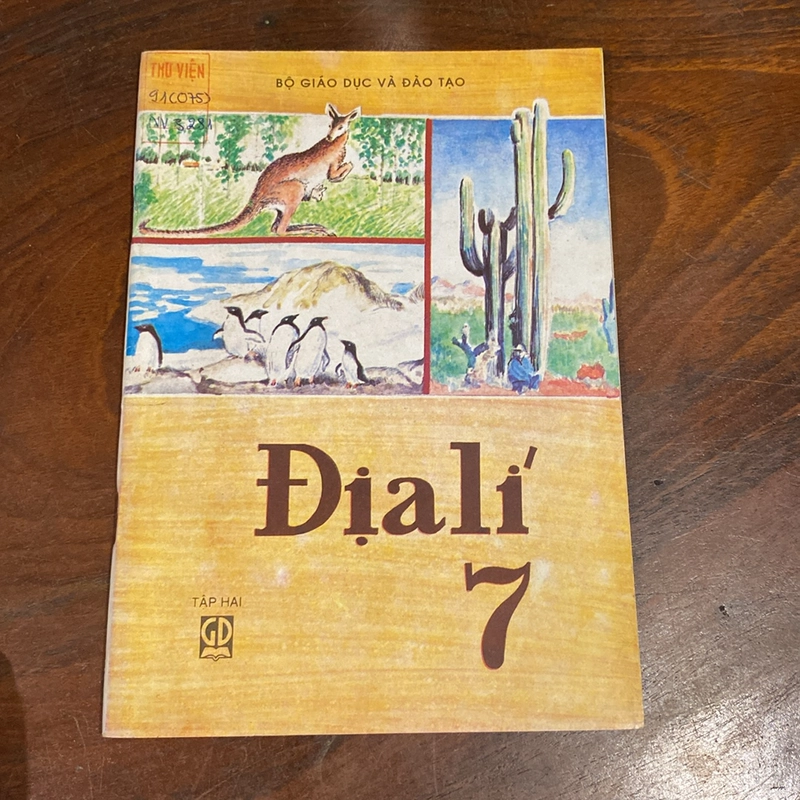 THƯ VIỆN
91(075)
BỘ GIÁO DỤC VÀ ĐÀO TẠO
Địa lí
7
TẬP HAI
GD